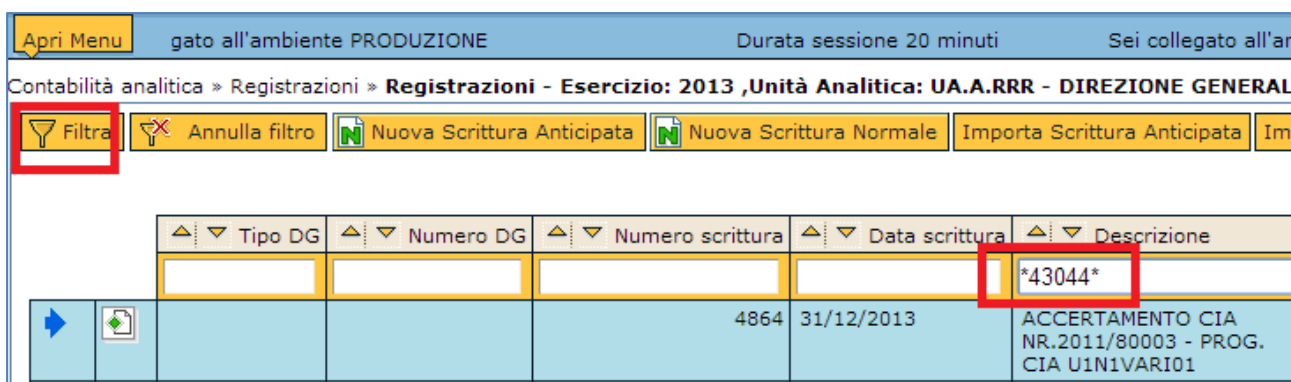 Apri Menu gato all'ambiente PRODUZIONE Durata sessione 20 minuti Sei collegato all'ar
Contabilità analitica » Registrazioni » Registrazioni - Esercizio: 2013 ,Unità Analitica: UA.A.RRR - DIREZIONE GENERAL
Filtra Annulla filtro Nuova Scrittura Anticipata Nuova Scrittura Normale Importa Scrittura Anticipata Im
Tipo DG Numero DG Numero scrittura Data scrittura Descrizione
*43044*
4864 31/12/2013 ACCERTAMENTO CIA
NR.2011/80003 - PROG.
CIA U1N1VARI01